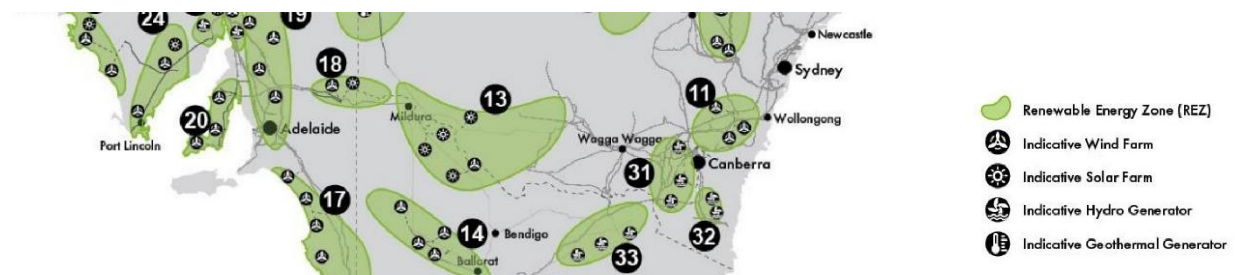 24
19
Newcastle
18
Sydney
13
11
Mildura
20
Adelaide
Wollongong
Port Lincoln
Wagga Wagga
Canberra
31
17
14
Bendigo
32
33
Ballarat
Renewable Energy Zone (REZ)
Indicative Wind Farm
Indicative Solar Farm
Indicative Hydro Generator
Indicative Geothermal Generator